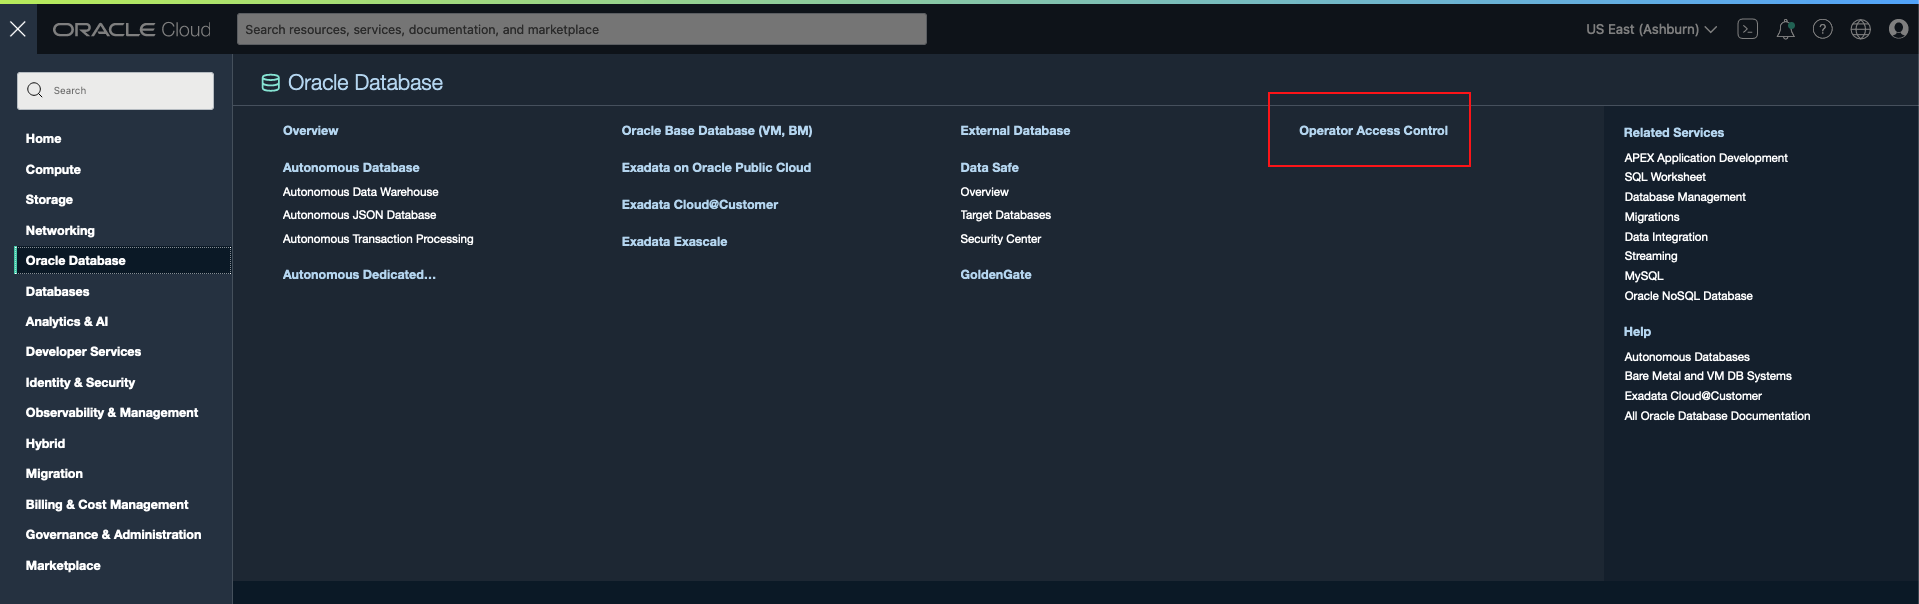 ORACLE Cloud
Search resources, services, documentation, and marketplace
US East (Ashburn)
Search
Home
Compute
Storage
Networking
Oracle Database
Databases
Analytics & AI
Developer Services
Identity & Security
Observability & Management
Hybrid
Migration
Billing & Cost Management
Governance & Administration
Marketplace
Oracle Database
Overview
Autonomous Database
Autonomous Data Warehouse
Autonomous JSON Database
Autonomous Transaction Processing
Autonomous Dedicated...
Oracle Base Database (VM, BM)
Exadata on Oracle Public Cloud
Exadata Cloud@Customer
Exadata Exascale
External Database
Data Safe
Overview
Target Databases
Security Center
GoldenGate
Operator Access Control
Related Services
APEX Application Development
SQL Worksheet
Database Management
Migrations
Data Integration
Streaming
MySQL
Oracle NoSQL Database
Help
Autonomous Databases
Bare Metal and VM DB Systems
Exadata Cloud@Customer
All Oracle Database Documentation